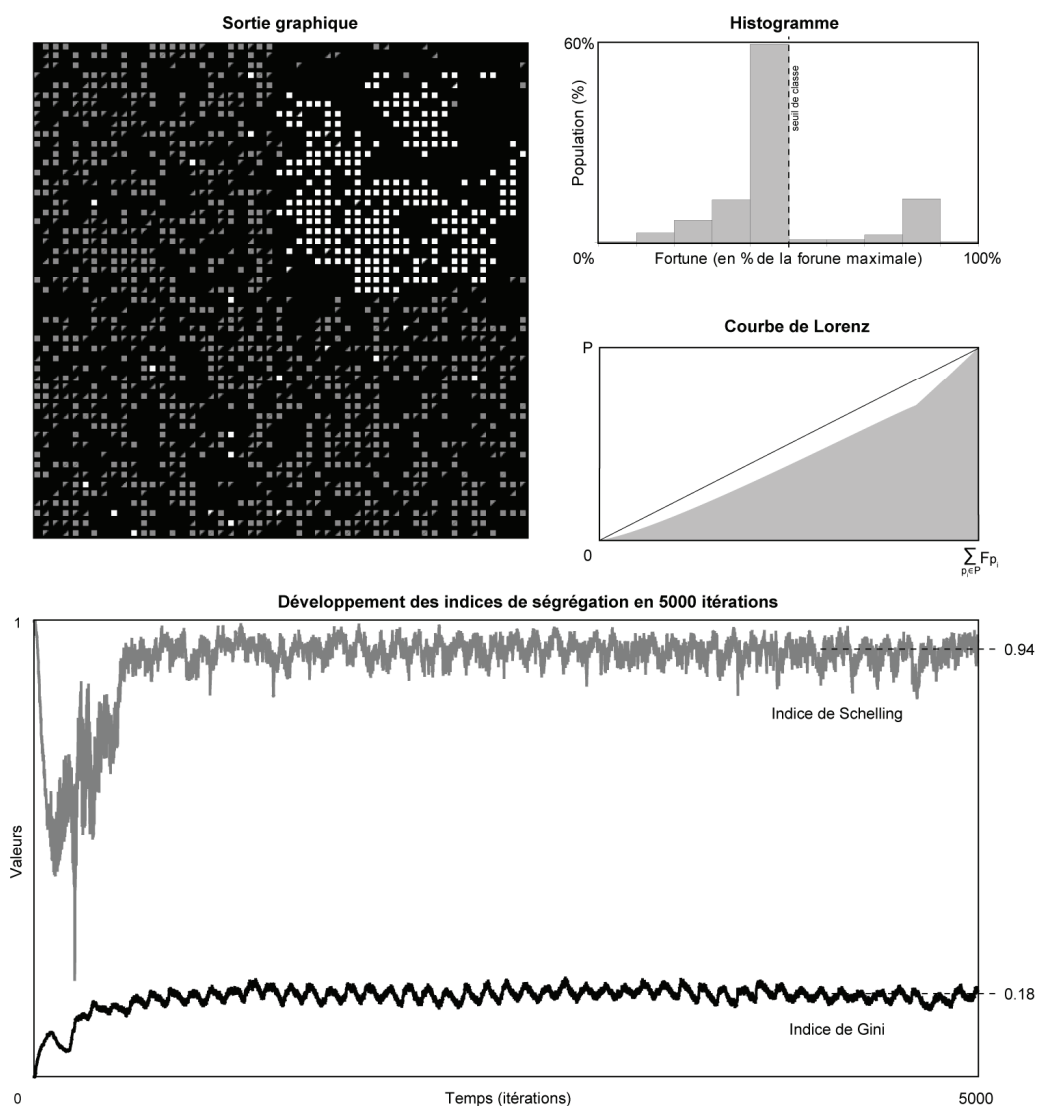 Sortie graphique
Histogramme
60%
Population (%)
seuil de classe
0%
Fortune (en % de la forune maximale)
100%
Courbe de Lorenz
P
0
∑ Fpᵢ
pᵢ∈P
Développement des indices de ségrégation en 5000 itérations
1
0.94
Indice de Schelling
Valeurs
0.18
Indice de Gini
0
Temps (itérations)
5000